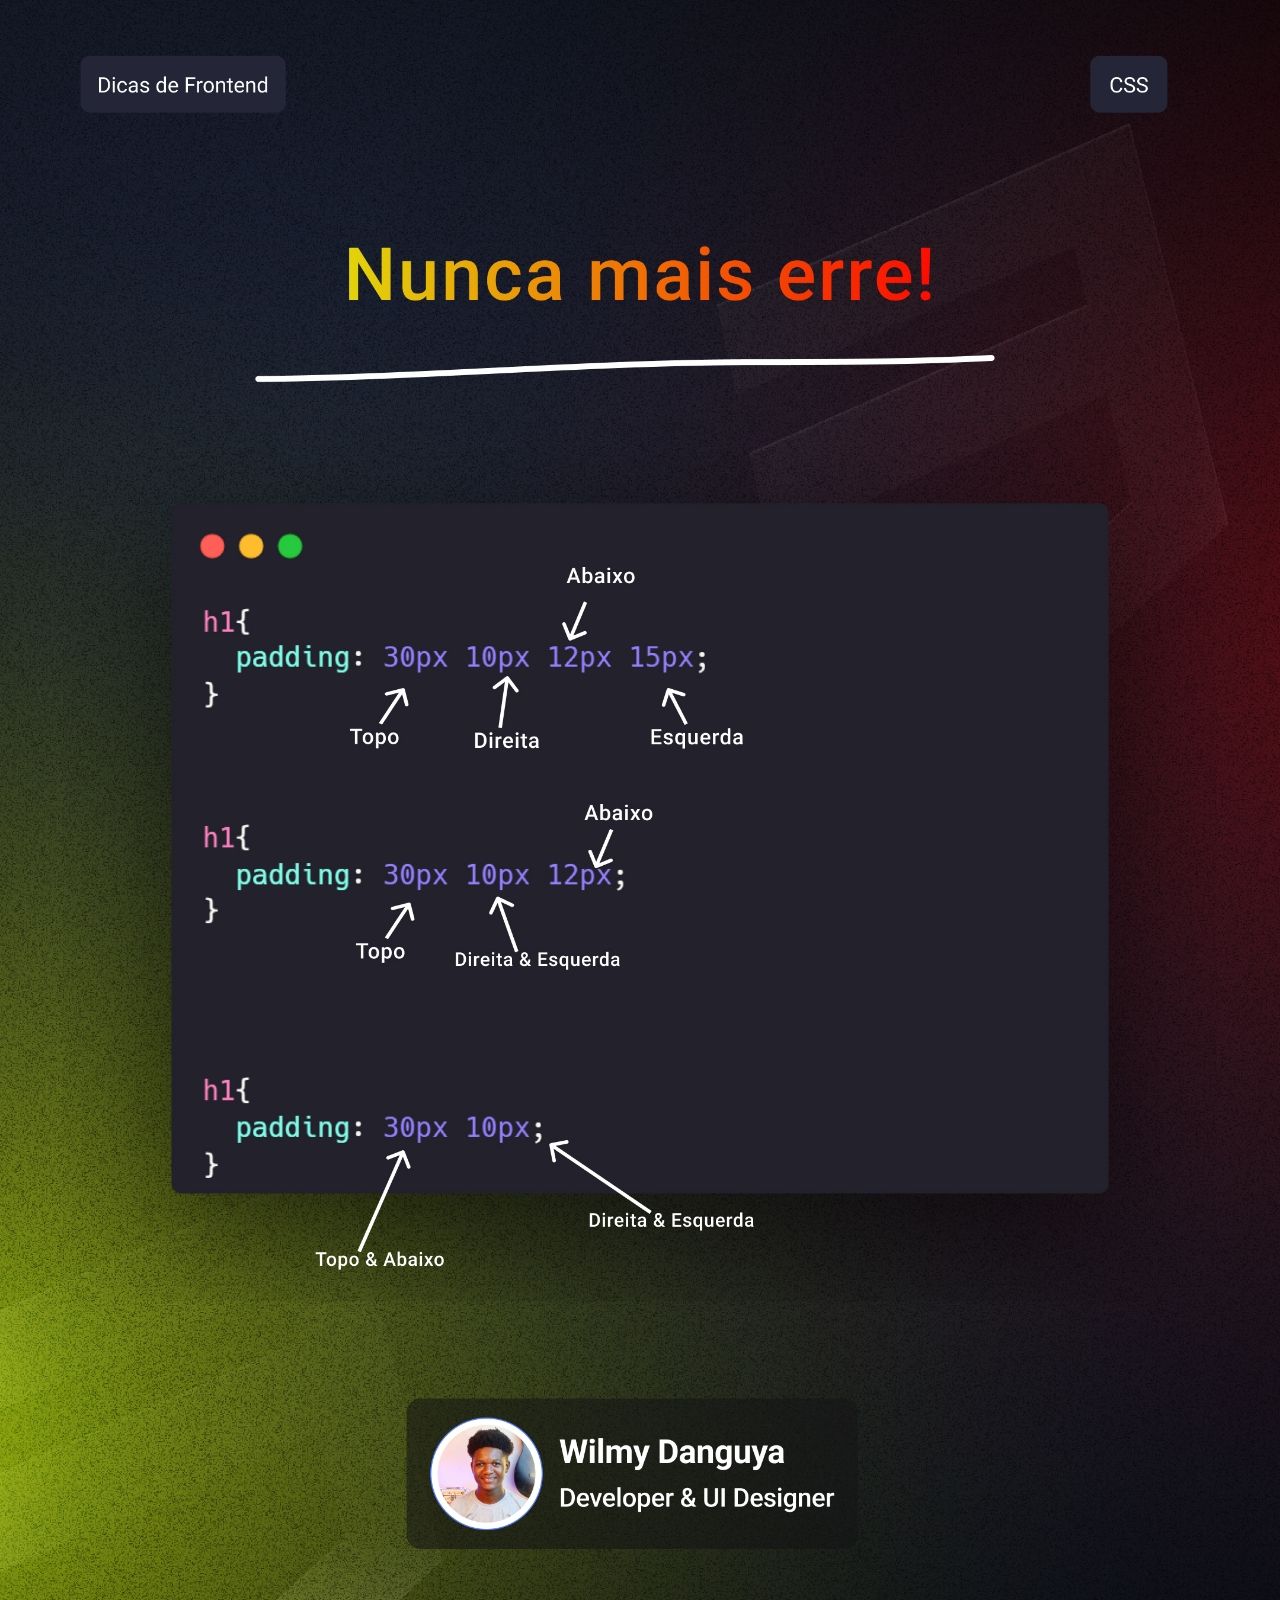 Dicas de Frontend
CSS
Nunca mais erre!
Abaixo
h1{
padding: 30px 10px 12px 15px;
}
Topo
Direita
Esquerda
Abaixo
h1{
padding: 30px 10px 12px;
}
Topo
Direita & Esquerda
h1{
padding: 30px 10px;
}
Direita & Esquerda
Topo & Abaixo
Wilmy Danguya
Developer & UI Designer